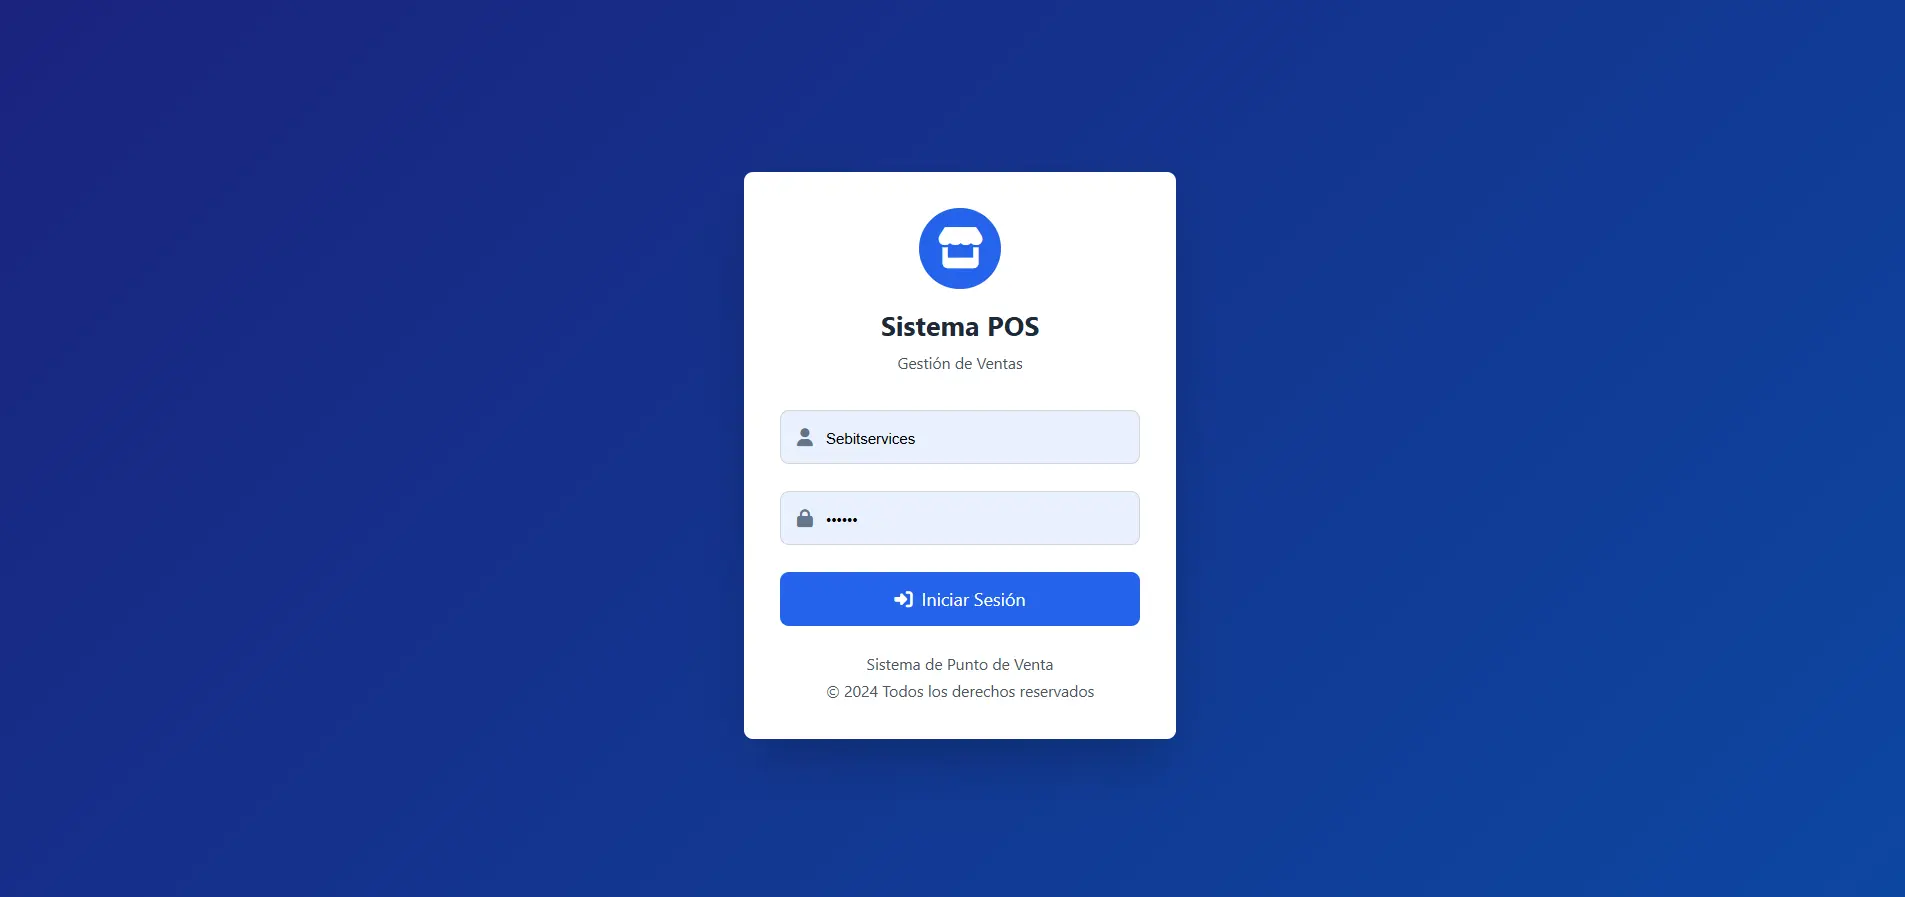 Sistema POS
Gestión de Ventas
Sebitservices
••••••
Iniciar Sesión
Sistema de Punto de Venta
© 2024 Todos los derechos reservados